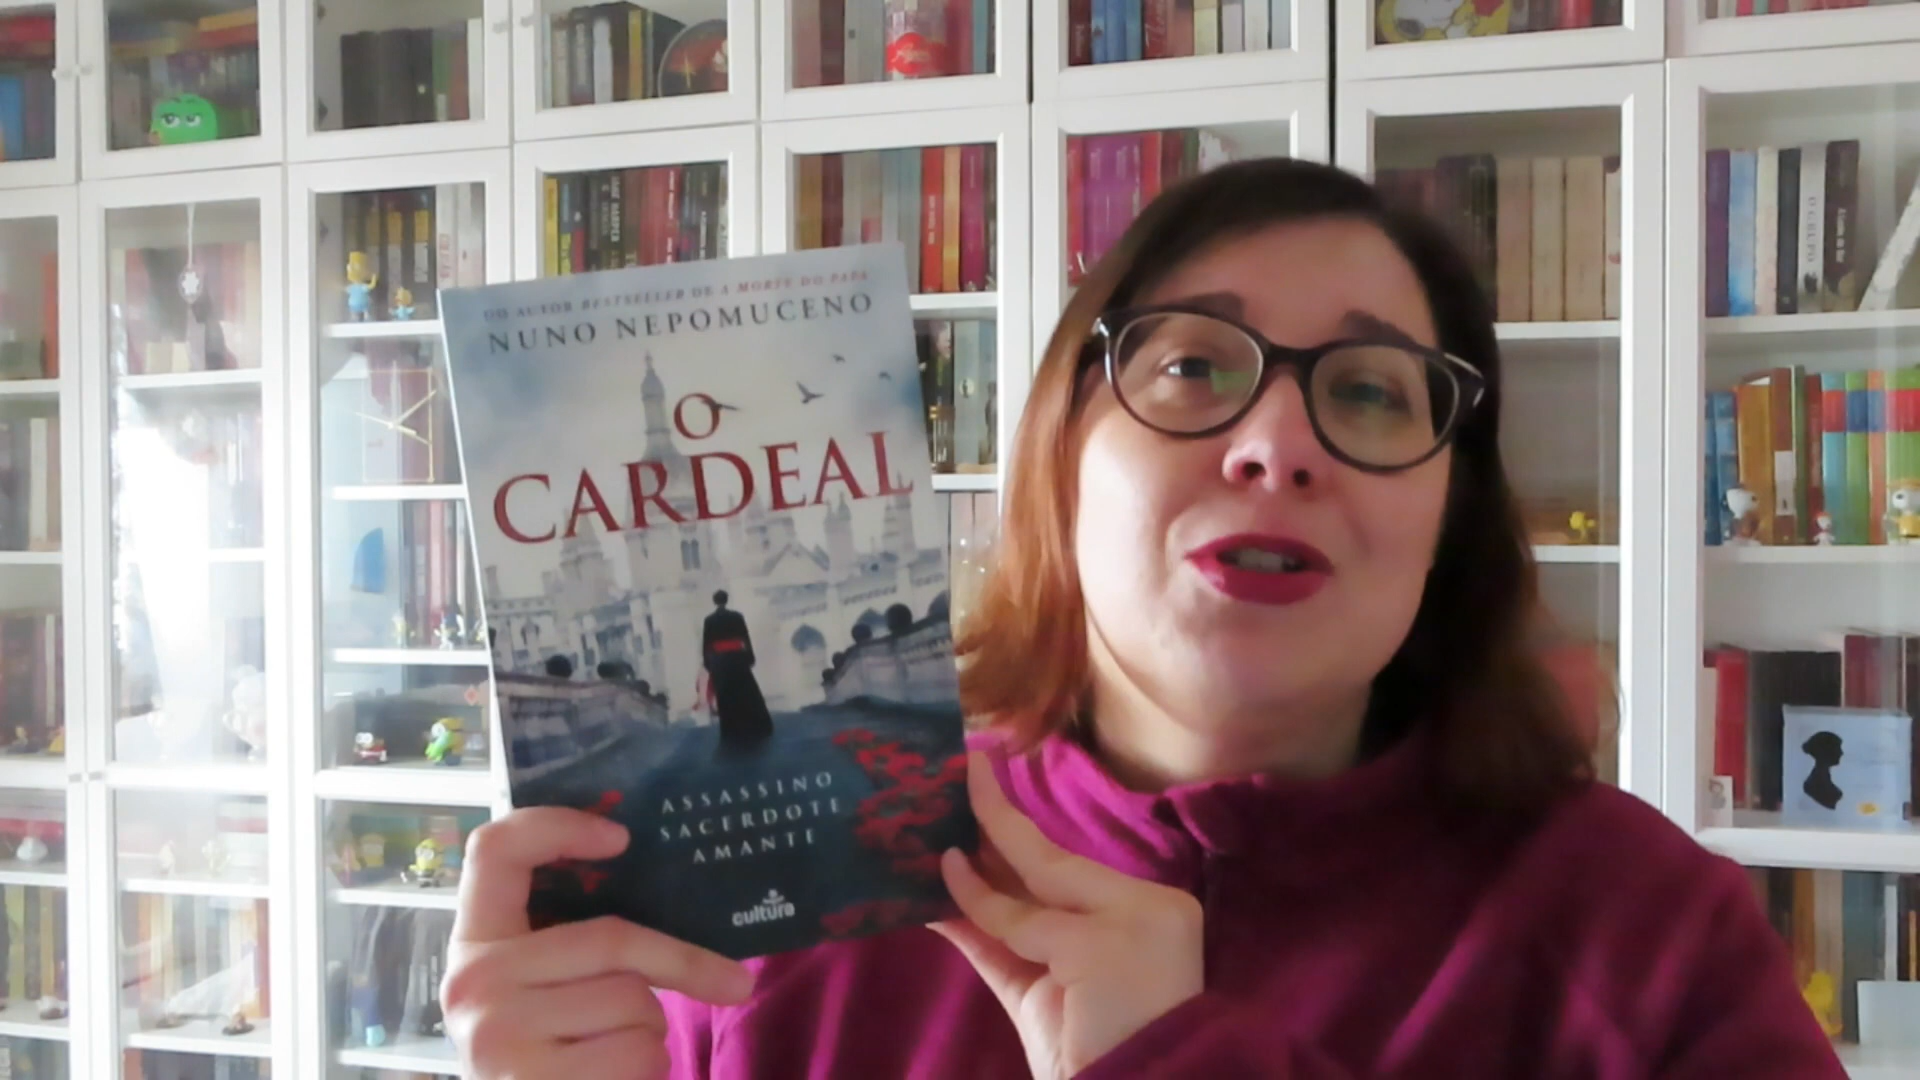 DO AUTOR BESTSELLER DE A MORTE DO PAPA
NUNO NEPOMUCENO
O
CARDEAL
ASSASSINO
SACERDOTE
AMANTE
cultura